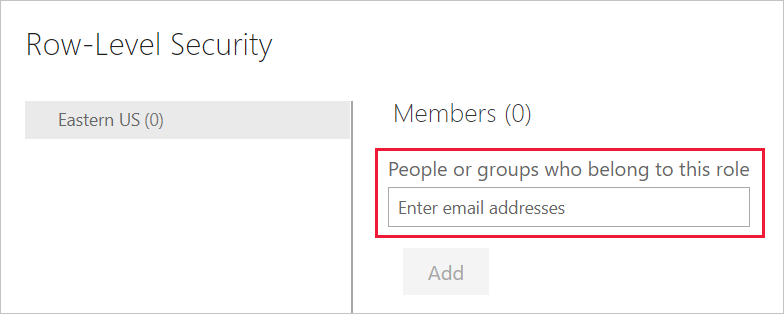 Row-Level Security
Eastern US (0)
Members (0)
People or groups who belong to this role
Enter email addresses
Add